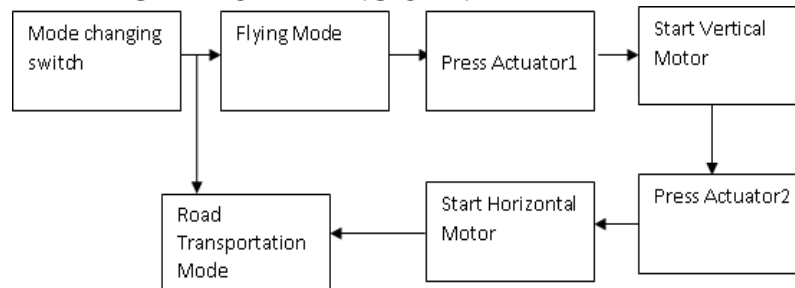 Mode changing
switch
Flying Mode
Press Actuator1
Start Vertical
Motor
Press Actuator2
Start Horizontal
Motor
Road
Transportation
Mode